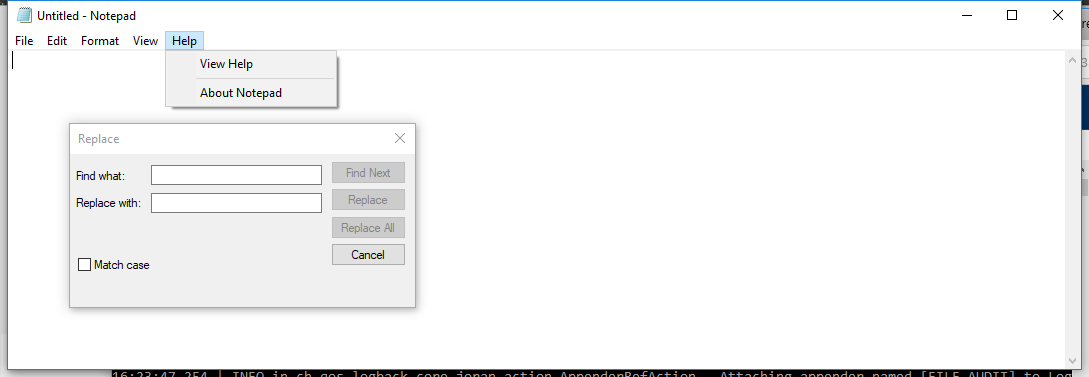 Untitled - Notepad
File Edit Format View Help
View Help
About Notepad
Replace
Find what:
Find Next
Replace with:
Replace
Replace All
Cancel
Match case
16:23:47,254 | INFO in ch.qos.logback.core.joran.action.AppenderRefAction - Attaching appender named [FILE_AUDIT] to Log